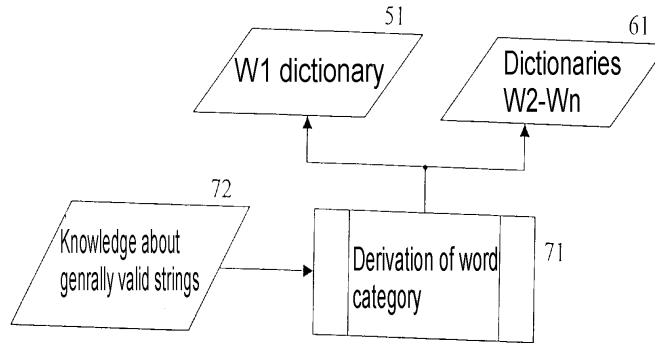 51
W1 dictionary
61
Dictionaries
W2-Wn
72
Knowledge about
genrally valid strings
Derivation of word
category
71